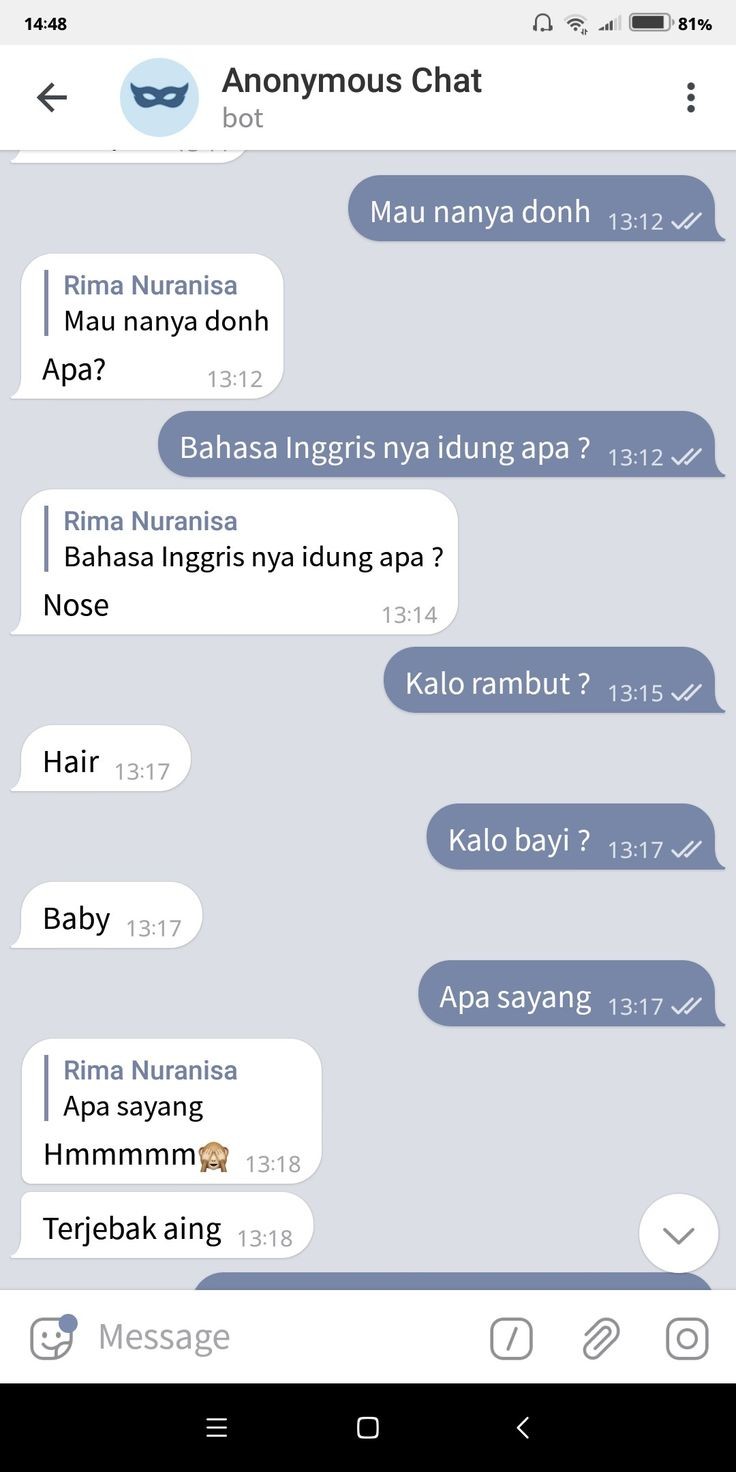 14:48
81%
Anonymous Chat
bot
Mau nanya donh 13:12
Rima Nuranisa
Mau nanya donh
Apa? 13:12
Bahasa Inggris nya idung apa ? 13:12
Rima Nuranisa
Bahasa Inggris nya idung apa ?
Nose 13:14
Kalo rambut ? 13:15
Hair 13:17
Kalo bayi ? 13:17
Baby 13:17
Apa sayang 13:17
Rima Nuranisa
Apa sayang
Hmmmmm🙈 13:18
Terjebak aing 13:18
Message